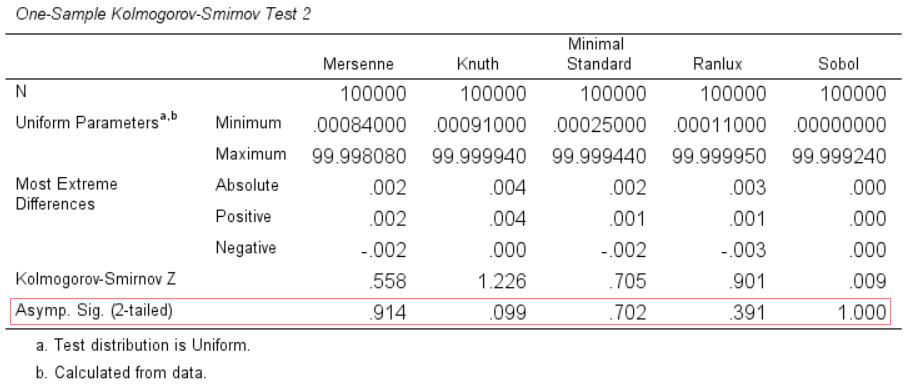 One-Sample Kolmogorov-Smirnov Test 2
Mersenne Knuth Minimal Standard Ranlux Sobol
N 100000 100000 100000 100000 100000
Uniform Parameters a,b Minimum .00084000 .00091000 .00025000 .00011000 .00000000
Maximum 99.998080 99.999940 99.999440 99.999950 99.999240
Most Extreme Differences Absolute .002 .004 .002 .003 .000
Positive .002 .004 .001 .001 .000
Negative -.002 .000 -.002 -.003 .000
Kolmogorov-Smirnov Z .558 1.226 .705 .901 .009
Asymp. Sig. (2-tailed) .914 .099 .702 .391 1.000
a. Test distribution is Uniform.
b. Calculated from data.